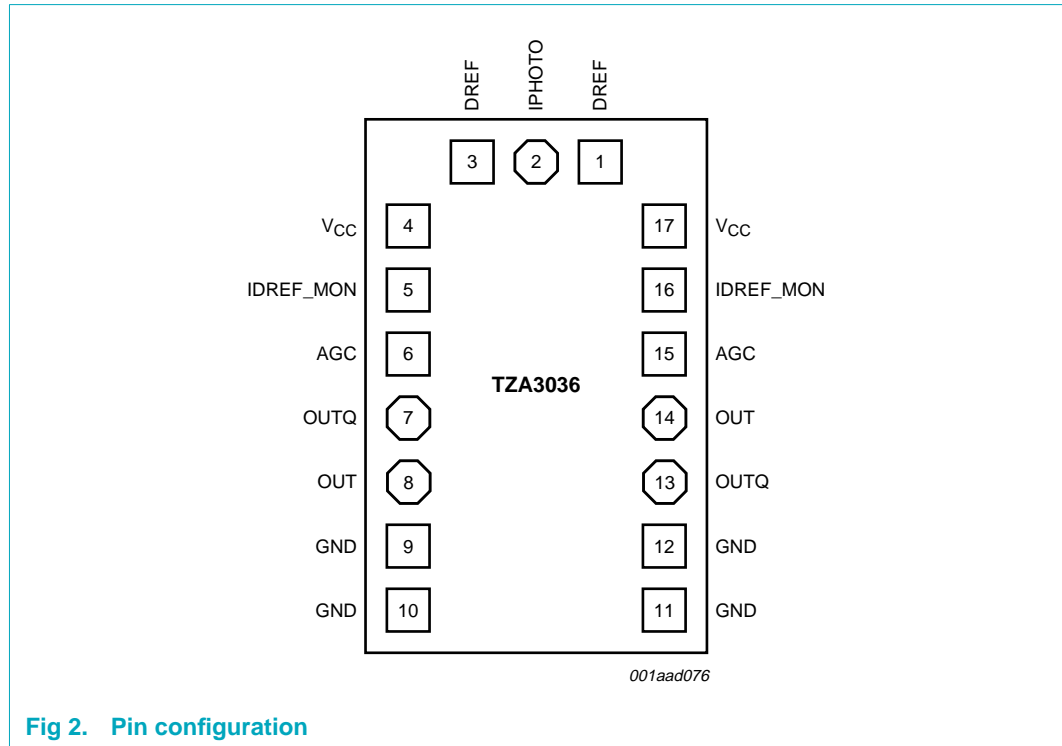 DREF IPHOTO DREF
3 2 1
VCC 4 17 VCC
IDREF_MON 5 16 IDREF_MON
AGC 6 15 AGC
TZA3036
OUTQ 7 14 OUT
OUT 8 13 OUTQ
GND 9 12 GND
GND 10 11 GND
001aad076
Fig 2. Pin configuration